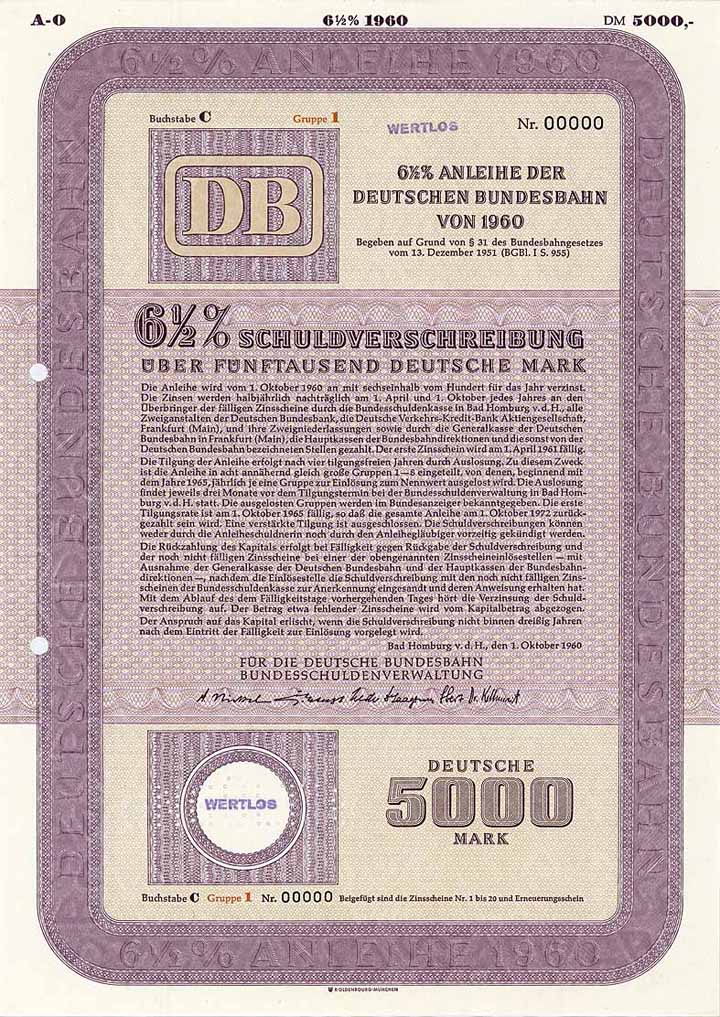 A-O 6½% 1960 DM 5000,-
6½% ANLEIHE 1960
DEUTSCHE BUNDESBAHN
DEUTSCHE BUNDESBAHN
Buchstabe C Gruppe 1
WERTLOS
Nr. 00000
DB
6½% ANLEIHE DER
DEUTSCHEN BUNDESBAHN
VON 1960
Begeben auf Grund von § 31 des Bundesbahngesetzes
vom 13. Dezember 1951 (BGBl. I S. 955)
6½% SCHULDVERSCHREIBUNG
ÜBER FÜNFTAUSEND DEUTSCHE MARK
Die Anleihe wird vom 1. Oktober 1960 an mit sechseinhalb vom Hundert für das Jahr verzinst.
Die Zinsen werden halbjährlich nachträglich am 1. April und 1. Oktober jedes Jahres an den
Überbringer der fälligen Zinsscheine durch die Bundesschuldenkasse in Bad Homburg v. d. H., alle
Zweiganstalten der Deutschen Bundesbank, die Deutsche Verkehrs-Kredit-Bank Aktiengesellschaft,
Frankfurt (Main), und ihre Zweigniederlassungen sowie durch die Generalkasse der Deutschen
Bundesbahn in Frankfurt (Main), die Hauptkassen der Bundesbahndirektionen und die sonst von der
Deutschen Bundesbahn bezeichneten Stellen gezahlt. Der erste Zinsschein wird am 1. April 1961 fällig.
Die Tilgung der Anleihe erfolgt nach vier tilgungsfreien Jahren durch Auslosung. Zu diesem Zweck
ist die Anleihe in acht annähernd gleich große Gruppen 1—8 eingeteilt, von denen, beginnend mit
dem Jahre 1965, jährlich je eine Gruppe zur Einlösung zum Nennwert ausgelost wird. Die Auslosung
findet jeweils drei Monate vor dem Tilgungstermin bei der Bundesschuldenverwaltung in Bad Hom-
burg v. d. H. statt. Die ausgelosten Gruppen werden im Bundesanzeiger bekanntgegeben. Die erste
Tilgungsrate ist am 1. Oktober 1965 fällig, so daß die gesamte Anleihe am 1. Oktober 1972 zurück-
gezahlt sein wird. Eine verstärkte Tilgung ist ausgeschlossen. Die Schuldverschreibungen können
weder durch die Anleiheschuldnerin noch durch den Anleihegläubiger vorzeitig gekündigt werden.
Die Rückzahlung des Kapitals erfolgt bei Fälligkeit gegen Rückgabe der Schuldverschreibung und
der noch nicht fälligen Zinsscheine bei einer der obengenannten Zinsscheineinlösestellen — mit
Ausnahme der Generalkasse der Deutschen Bundesbahn und der Hauptkassen der Bundesbahn-
direktionen —, nachdem die Einlösestelle die Schuldverschreibung mit den noch nicht fälligen Zins-
scheinen der Bundesschuldenkasse zur Anerkennung eingesandt und deren Anweisung erhalten hat.
Mit dem Ablauf des dem Fälligkeitstage vorhergehenden Tages hört die Verzinsung der Schuld-
verschreibung auf. Der Betrag etwa fehlender Zinsscheine wird vom Kapitalbetrag abgezogen.
Der Anspruch auf das Kapital erlischt, wenn die Schuldverschreibung nicht binnen dreißig Jahren
nach dem Eintritt der Fälligkeit zur Einlösung vorgelegt wird.
Bad Homburg v. d. H., den 1. Oktober 1960
FÜR DIE DEUTSCHE BUNDESBAHN
BUNDESSCHULDENVERWALTUNG
WERTLOS
DEUTSCHE
5000
MARK
Buchstabe C Gruppe 1 Nr. 00000 Beigefügt sind die Zinsscheine Nr. 1 bis 20 und Erneuerungsschein
6½% ANLEIHE 1960
R·OLDENBOURG·MÜNCHEN